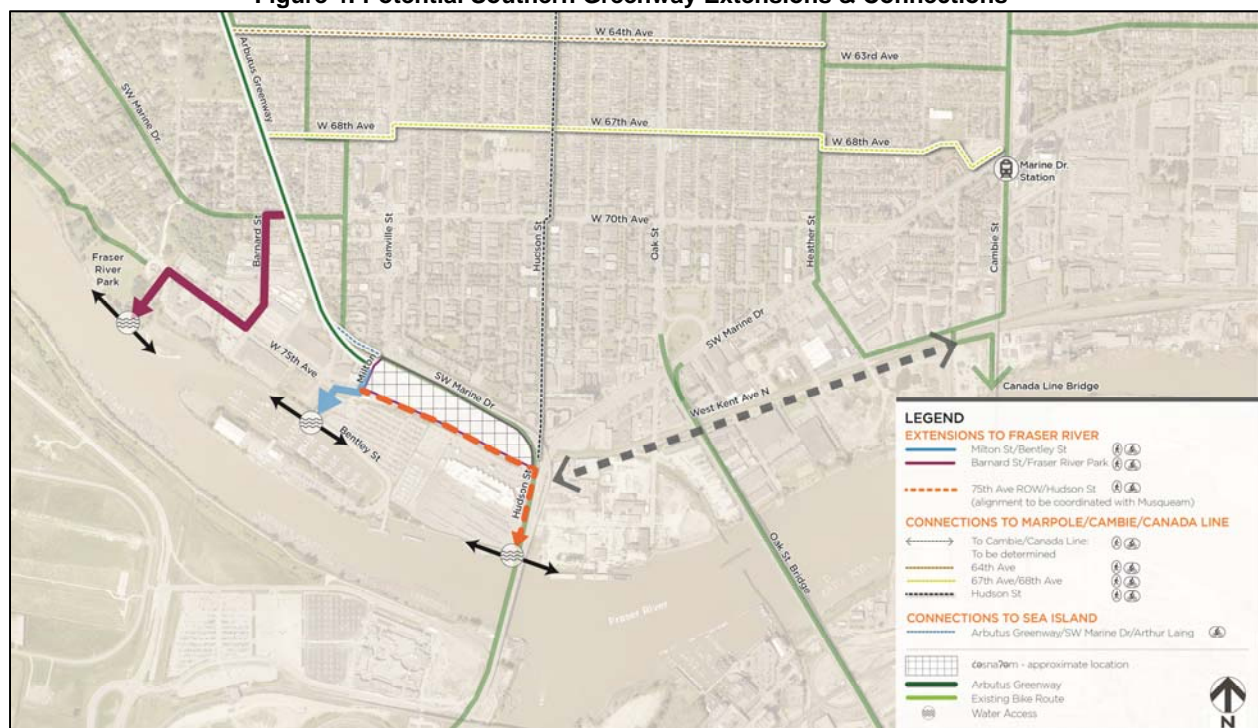 Figure 4: Potential Southern Greenway Extensions & Connections
W 64th Ave
W 63rd Ave
Arbutus Greenway
SW Marine Dr.
W 68th Ave
W 67th Ave
W 68th Ave
Marine Dr.
Station
Barnard St
Granville St
Hudson St
W 70th Ave
Oak St
Heather St
Cambie St
Fraser
River
Park
W 75th Ave
Milton
SW Marine Dr
SW Marine Dr
West Kent Ave N
Canada Line Bridge
Bentley St
Hudson St
Oak St. Bridge
Fraser River
LEGEND
EXTENSIONS TO FRASER RIVER
Milton St/Bentley St
Barnard St/Fraser River Park
75th Ave ROW/Hudson St
(alignment to be coordinated with Musqueam)
CONNECTIONS TO MARPOLE/CAMBIE/CANADA LINE
To Cambie/Canada Line:
To be determined
64th Ave
67th Ave/68th Ave
Hudson St
CONNECTIONS TO SEA ISLAND
Arbutus Greenway/SW Marine Dr/Arthur Laing
- approximate location
Arbutus Greenway
Existing Bike Route
Water Access
N